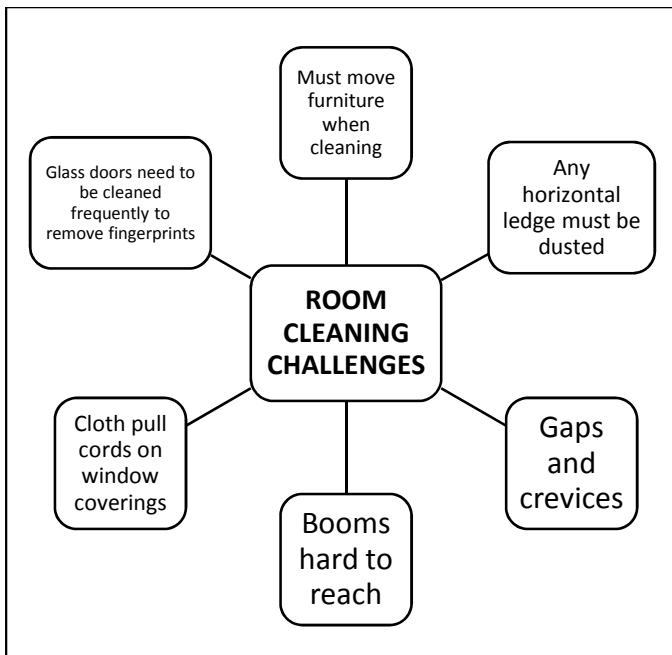 Must move
furniture
when
cleaning
Glass doors need to
be cleaned
frequently to
remove fingerprints
Any
horizontal
ledge must be
dusted
ROOM
CLEANING
CHALLENGES
Cloth pull
cords on
window
coverings
Gaps
and
crevices
Booms
hard to
reach